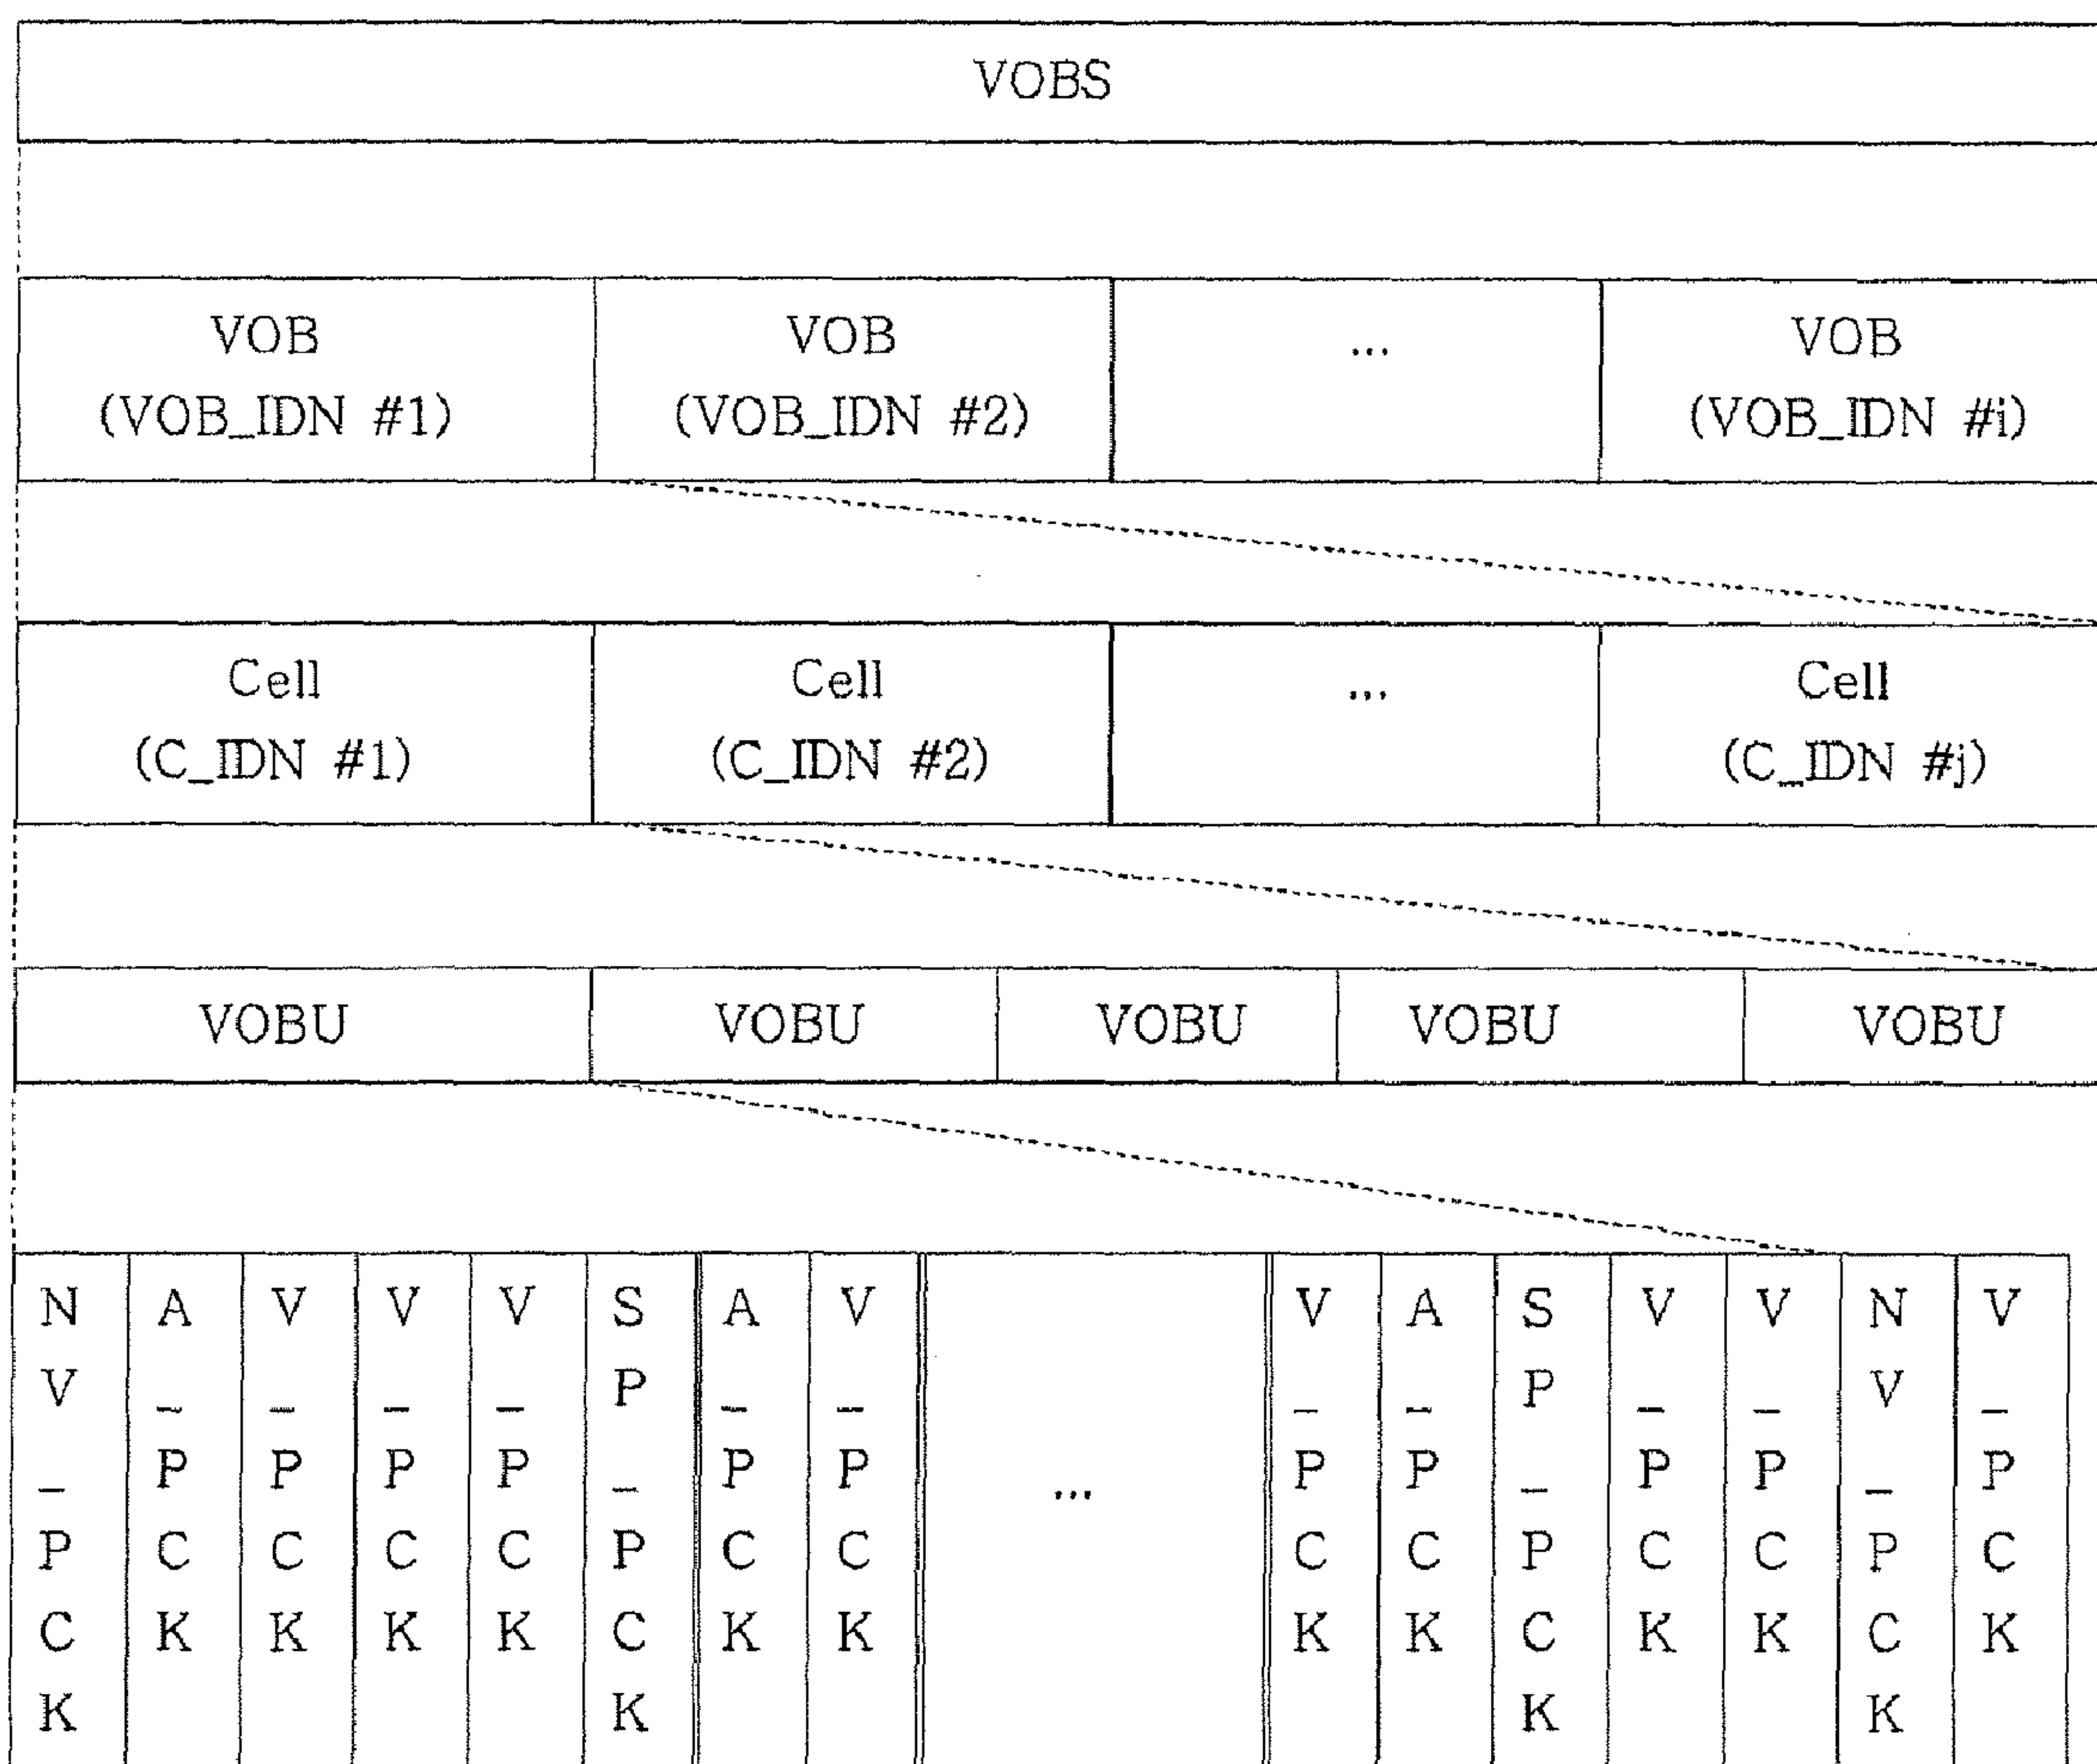 VOBS
VOB VOB ... VOB
(VOB_IDN #1) (VOB_IDN #2) (VOB_IDN #i)
Cell Cell ... Cell
(C_IDN #1) (C_IDN #2) (C_IDN #j)
VOBU VOBU VOBU VOBU VOBU
NV_PCK A_PCK V_PCK V_PCK V_PCK SP_PCK A_PCK V_PCK ... V_PCK A_PCK SP_PCK V_PCK V_PCK NV_PCK V_PCK